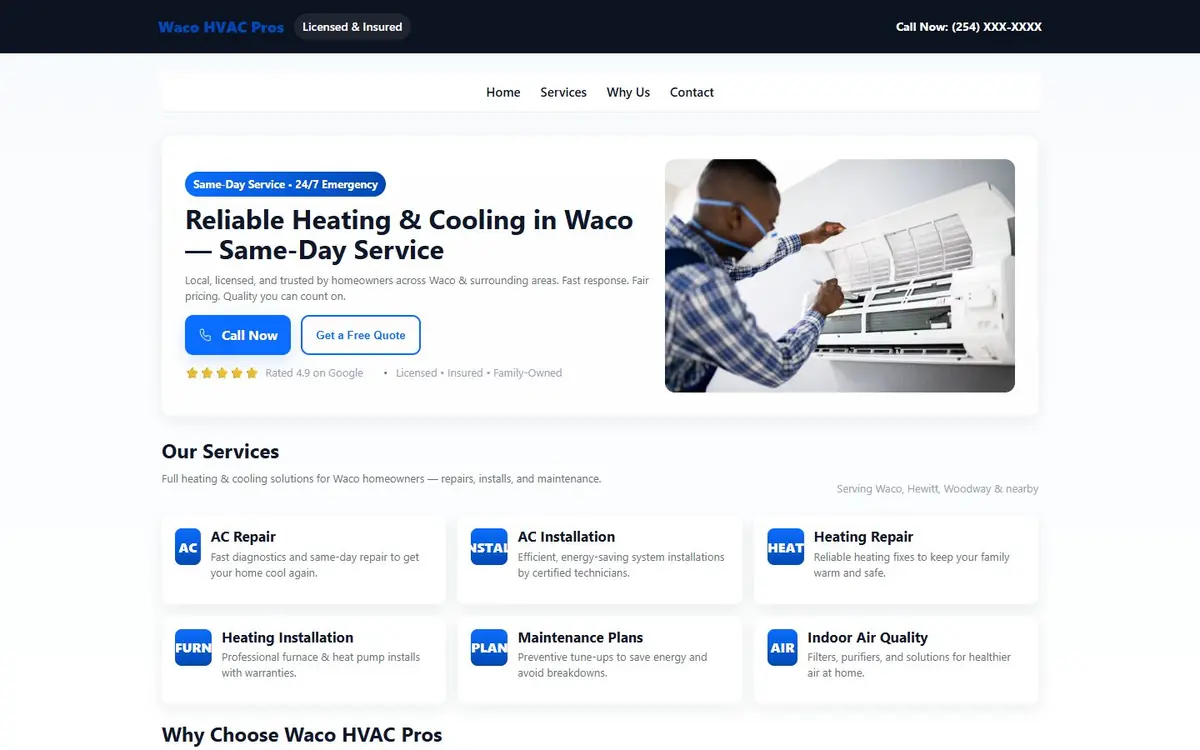 Waco HVAC Pros
Licensed & Insured
Call Now: (254) XXX-XXXX
Home
Services
Why Us
Contact
Same-Day Service • 24/7 Emergency
Reliable Heating & Cooling in Waco
— Same-Day Service
Local, licensed, and trusted by homeowners across Waco & surrounding areas. Fast response. Fair
pricing. Quality you can count on.
Call Now
Get a Free Quote
Rated 4.9 on Google
• Licensed • Insured • Family-Owned
Our Services
Full heating & cooling solutions for Waco homeowners — repairs, installs, and maintenance.
Serving Waco, Hewitt, Woodway & nearby
AC
AC Repair
Fast diagnostics and same-day repair to get
your home cool again.
NSTAL
AC Installation
Efficient, energy-saving system installations
by certified technicians.
HEAT
Heating Repair
Reliable heating fixes to keep your family
warm and safe.
FURN
Heating Installation
Professional furnace & heat pump installs
with warranties.
PLAN
Maintenance Plans
Preventive tune-ups to save energy and
avoid breakdowns.
AIR
Indoor Air Quality
Filters, purifiers, and solutions for healthier
air at home.
Why Choose Waco HVAC Pros